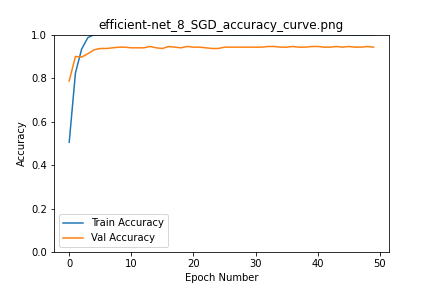 efficient-net_8_SGD_accuracy_curve.png
1.0
0.8
0.6
0.4
0.2
0.0
Accuracy
Train Accuracy
Val Accuracy
0 10 20 30 40 50
Epoch Number